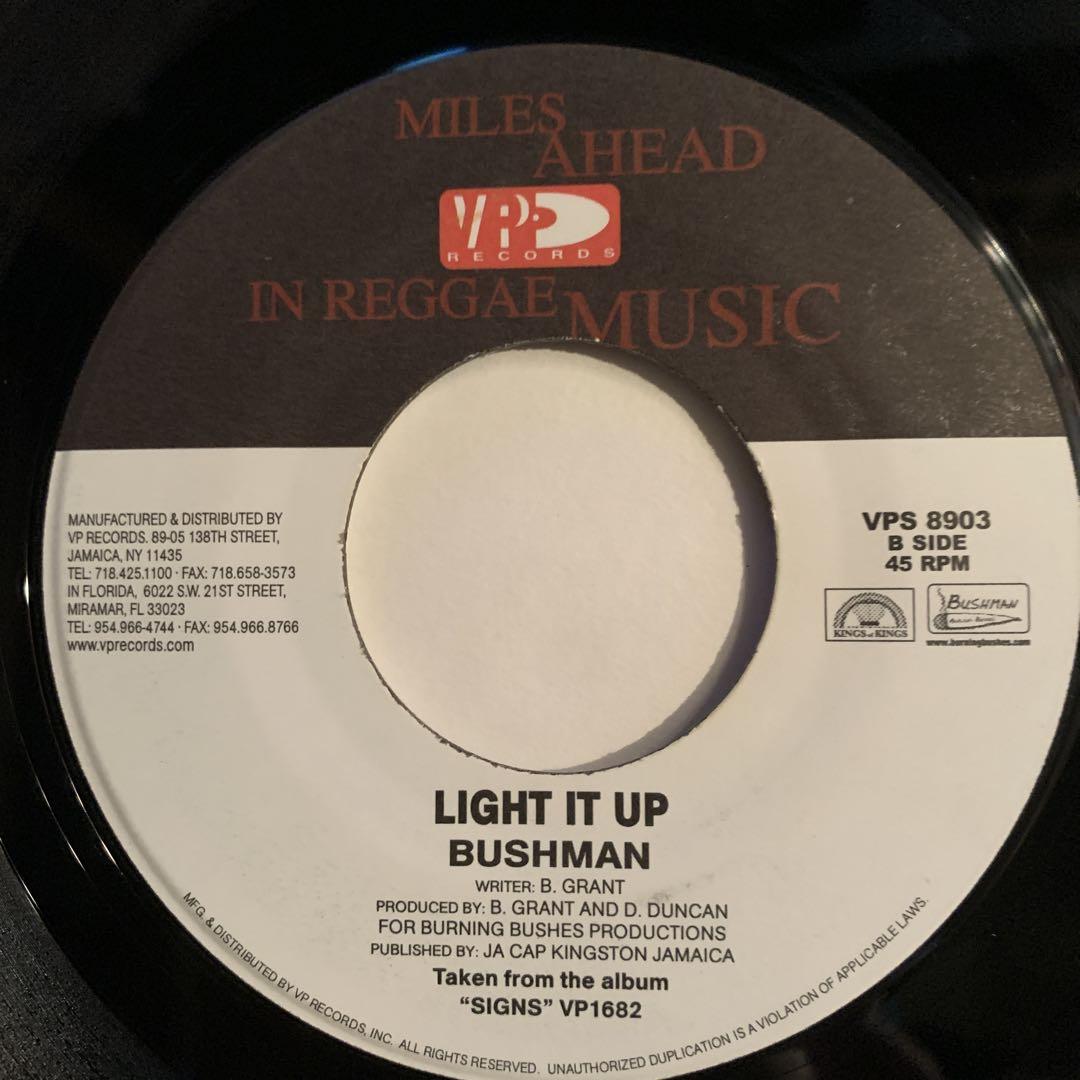 MILES
AHEAD
VP
RECORDS
IN REGGAE
MUSIC
MANUFACTURED & DISTRIBUTED BY
VP RECORDS. 89-05 138TH STREET,
JAMAICA, NY 11435
TEL: 718.425.1100 · FAX: 718.658-3573
IN FLORIDA, 6022 S.W. 21ST STREET,
MIRAMAR, FL 33023
TEL: 954.966-4744 · FAX: 954.966.8766
www.vprecords.com
VPS 8903
B SIDE
45 RPM
KINGS of KINGS
BUSHMAN
www.burningbushes.com
LIGHT IT UP
BUSHMAN
WRITER: B. GRANT
PRODUCED BY: B. GRANT AND D. DUNCAN
FOR BURNING BUSHES PRODUCTIONS
PUBLISHED BY: JA CAP KINGSTON JAMAICA
Taken from the album
“SIGNS” VP1682
MFG. & DISTRIBUTED BY VP RECORDS, INC. ALL RIGHTS RESERVED. UNAUTHORIZED DUPLICATION IS A VIOLATION OF APPLICABLE LAWS.